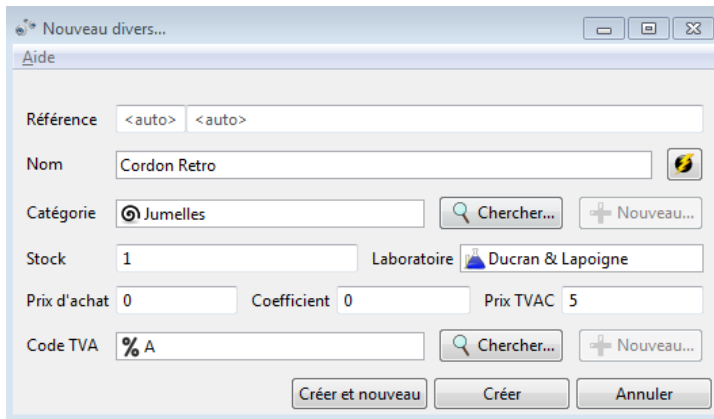 Nouveau divers...
Aide
Référence <auto> <auto>
Nom Cordon Retro
Catégorie Jumelles Chercher... Nouveau...
Stock 1 Laboratoire Ducran & Lapoigne
Prix d'achat 0 Coefficient 0 Prix TVAC 5
Code TVA % A Chercher... Nouveau...
Créer et nouveau Créer Annuler